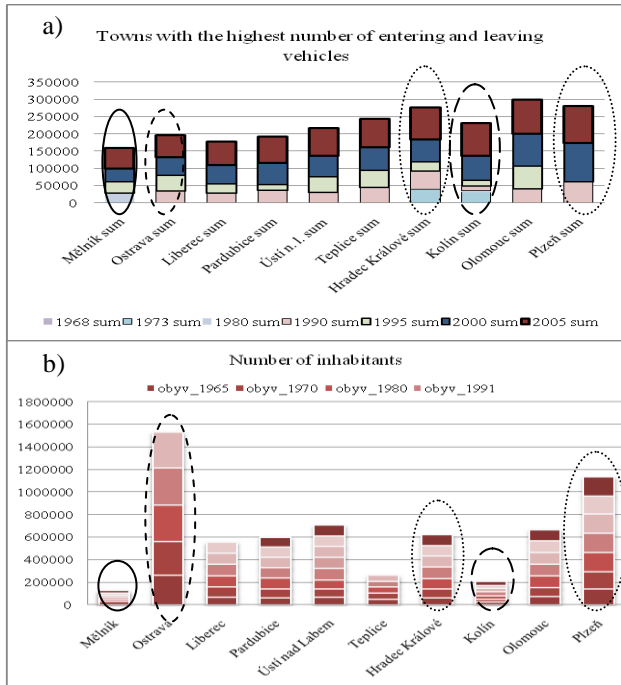 a)
Towns with the highest number of entering and leaving
vehicles
350000
300000
250000
200000
150000
100000
50000
0
Mělník sum
Ostrava sum
Liberec sum
Pardubice sum
Ústí n. l. sum
Teplice sum
Hradec Králové sum
Kolín sum
Olomouc sum
Plzeň sum
1968 sum 1973 sum 1980 sum 1990 sum 1995 sum 2000 sum 2005 sum
b)
Number of inhabitants
obyv_1965 obyv_1970 obyv_1980 obyv_1991
1800000
1600000
1400000
1200000
1000000
800000
600000
400000
200000
0
Mělník
Ostrava
Liberec
Pardubice
Ústí nad Labem
Teplice
Hradec Králové
Kolín
Olomouc
Plzeň